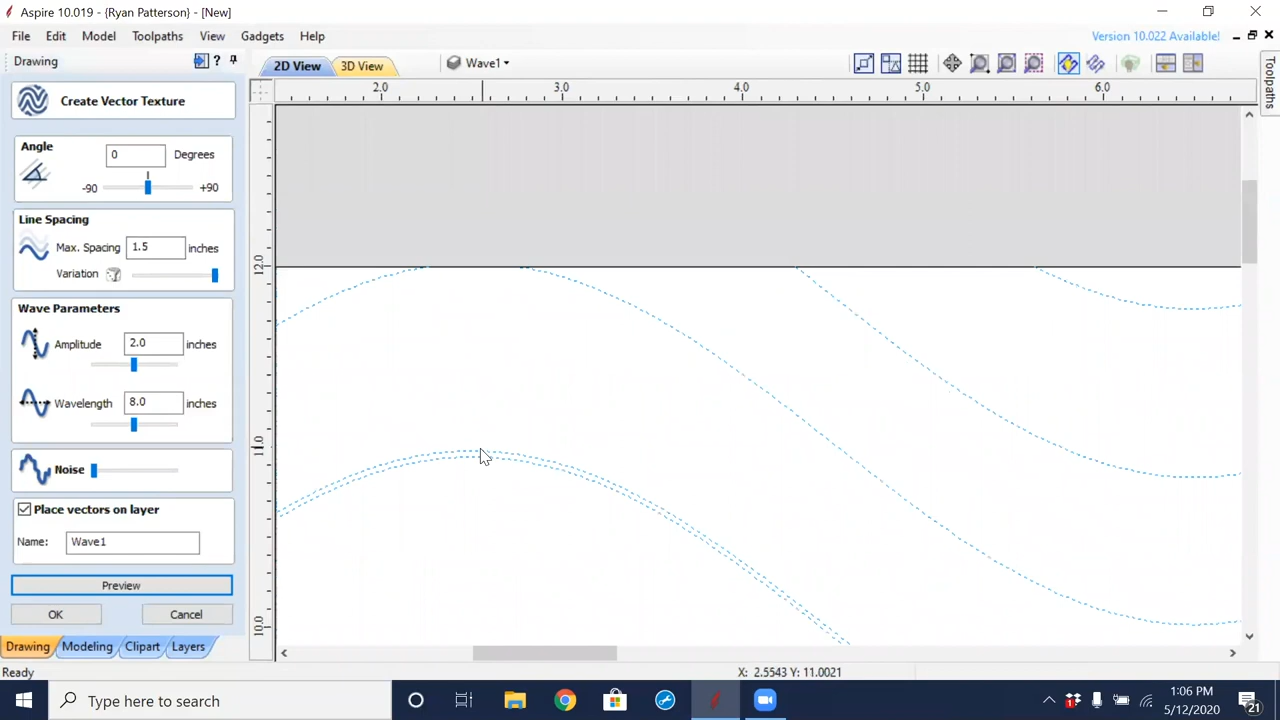 Aspire 10.019 - {Ryan Patterson} - [New]
File Edit Model Toolpaths View Gadgets Help
Version 10.022 Available!
Drawing
2D View 3D View Wave1
Toolpaths
2.0 3.0 4.0 5.0 6.0
Create Vector Texture
Angle
0 Degrees
-90 +90
Line Spacing
Max. Spacing 1.5 inches
Variation
12.0
Wave Parameters
Amplitude 2.0 inches
Wavelength 8.0 inches
11.0
Noise
Place vectors on layer
Name: Wave1
Preview
OK Cancel
10.0
Drawing Modeling Clipart Layers
Ready
X: 2.5543 Y: 11.0021
Type here to search
1:06 PM
5/12/2020
21